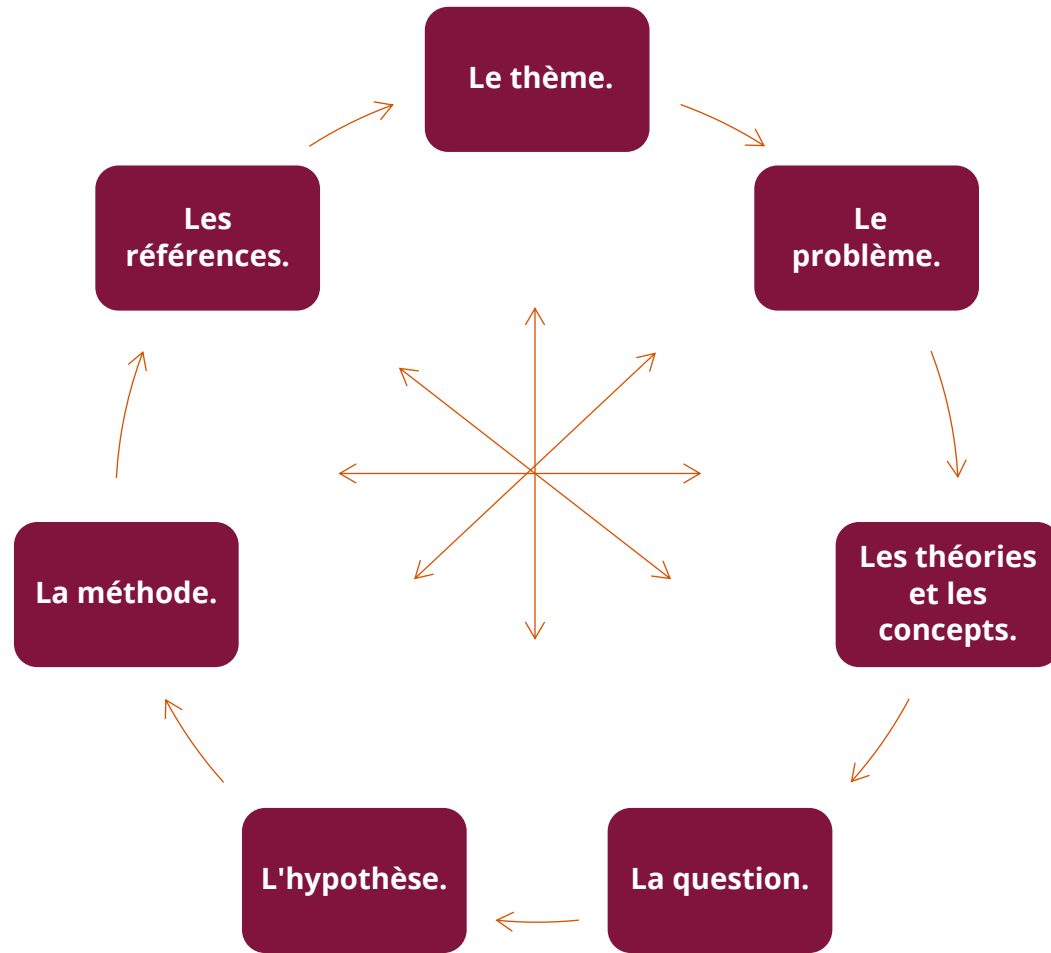 Le thème.
Le
problème.
Les théories
et les
concepts.
La question.
L'hypothèse.
La méthode.
Les
références.